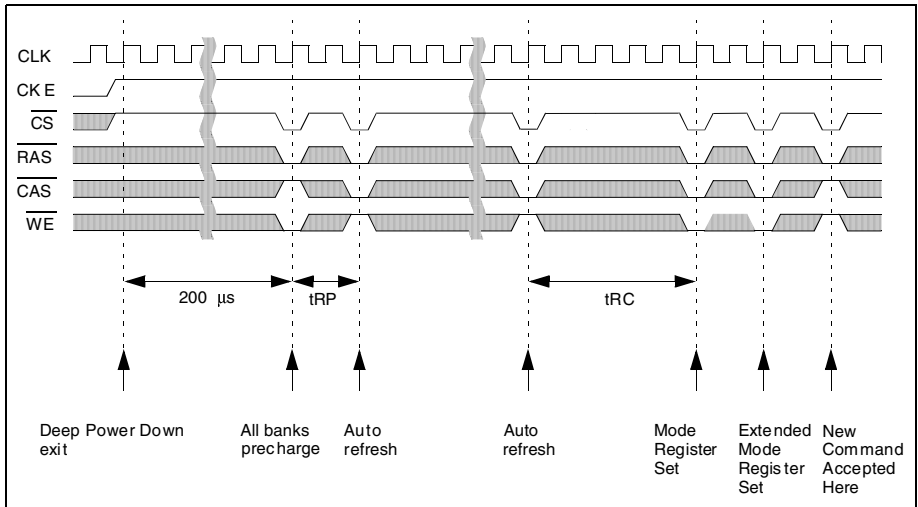 CLK
CKE
CS
RAS
CAS
WE
200 µs
tRP
tRC
Deep Power Down
exit
All banks
precharge
Auto
refresh
Auto
refresh
Mode
Register
Set
Extended
Mode
Register
Set
New
Command
Accepted
Here